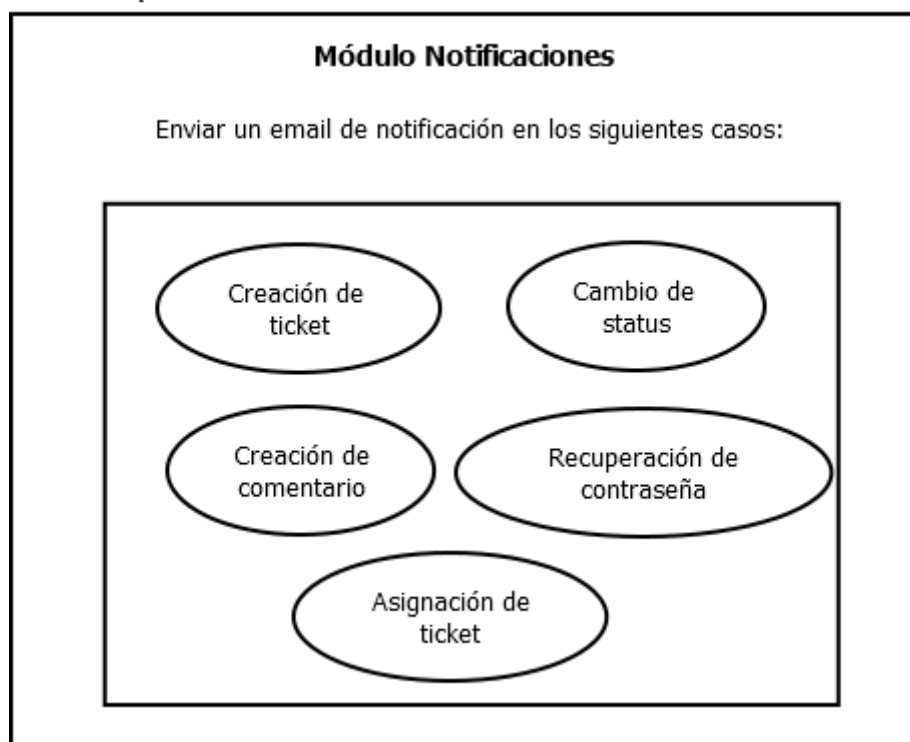 Módulo Notificaciones
Enviar un email de notificación en los siguientes casos:
Creación de
ticket
Cambio de
status
Creación de
comentario
Recuperación de
contraseña
Asignación de
ticket